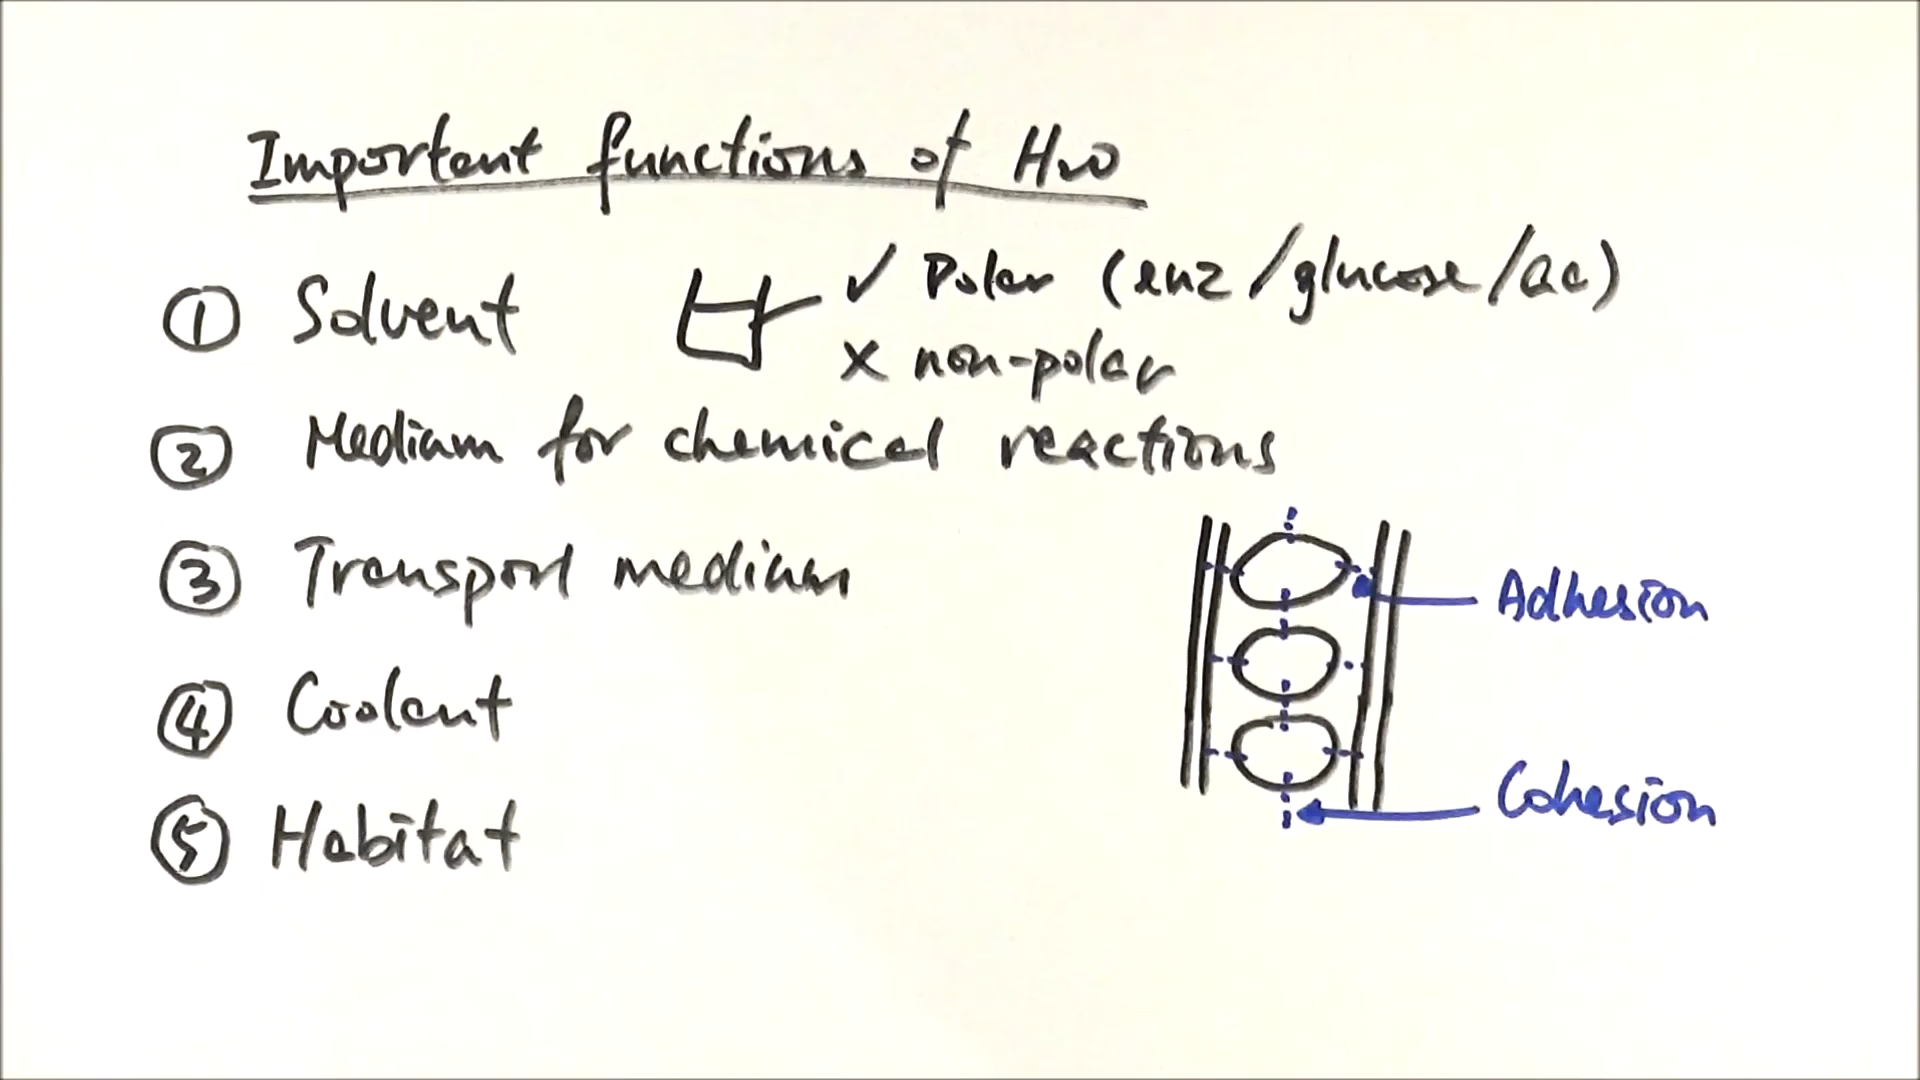 Important functions of H2O
① Solvent ✓ Polar (enz/glucose/aa)
x non-polar
② Medium for chemical reactions
③ Transport medium
Adhesion
④ Coolant
Cohesion
⑤ Habitat